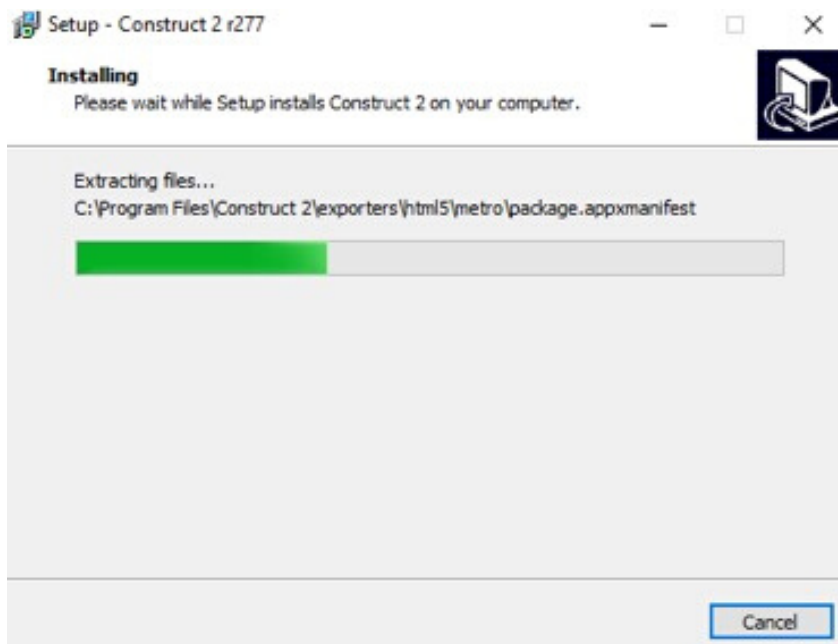 Setup - Construct 2 r277
Installing
Please wait while Setup installs Construct 2 on your computer.
Extracting files...
C:\Program Files\Construct 2\exporters\html5\metro\package.appxmanifest
Cancel